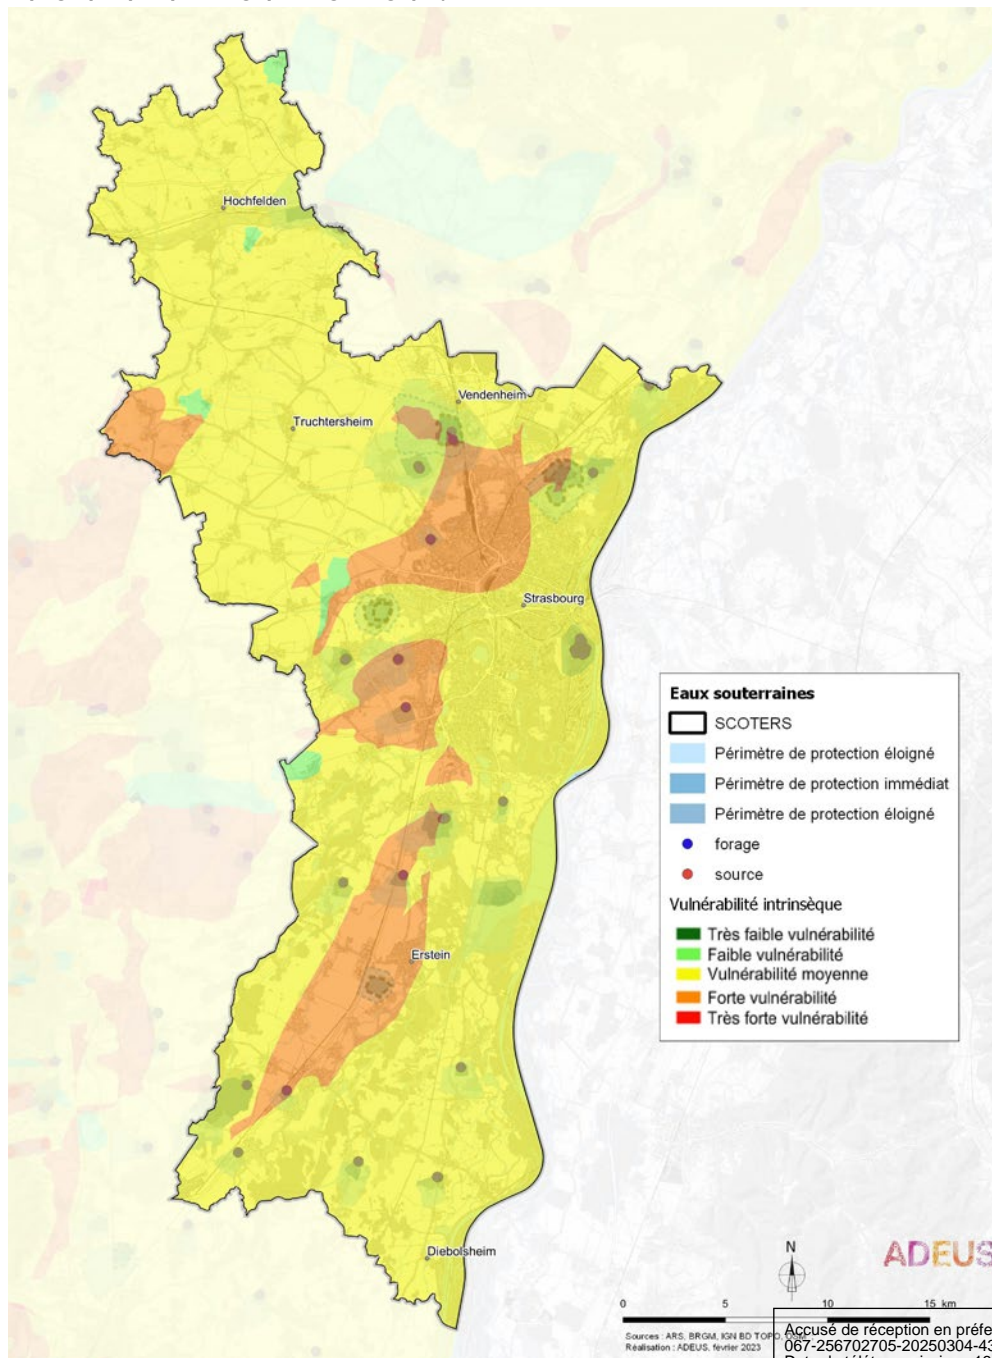 Hochfelden
Vendenheim
Truchtersheim
Strasbourg
Erstein
Diebolsheim
Eaux souterraines
SCOTERS
Périmètre de protection éloigné
Périmètre de protection immédiat
Périmètre de protection éloigné
forage
source
Vulnérabilité intrinsèque
Très faible vulnérabilité
Faible vulnérabilité
Vulnérabilité moyenne
Forte vulnérabilité
Très forte vulnérabilité
N
ADEUS
0 5 10 15 km
Sources : ARS, BRGM, IGN BD TOPO,
Réalisation : ADEUS, février 2023
Accusé de réception en préfe
067-256702705-20250304-43